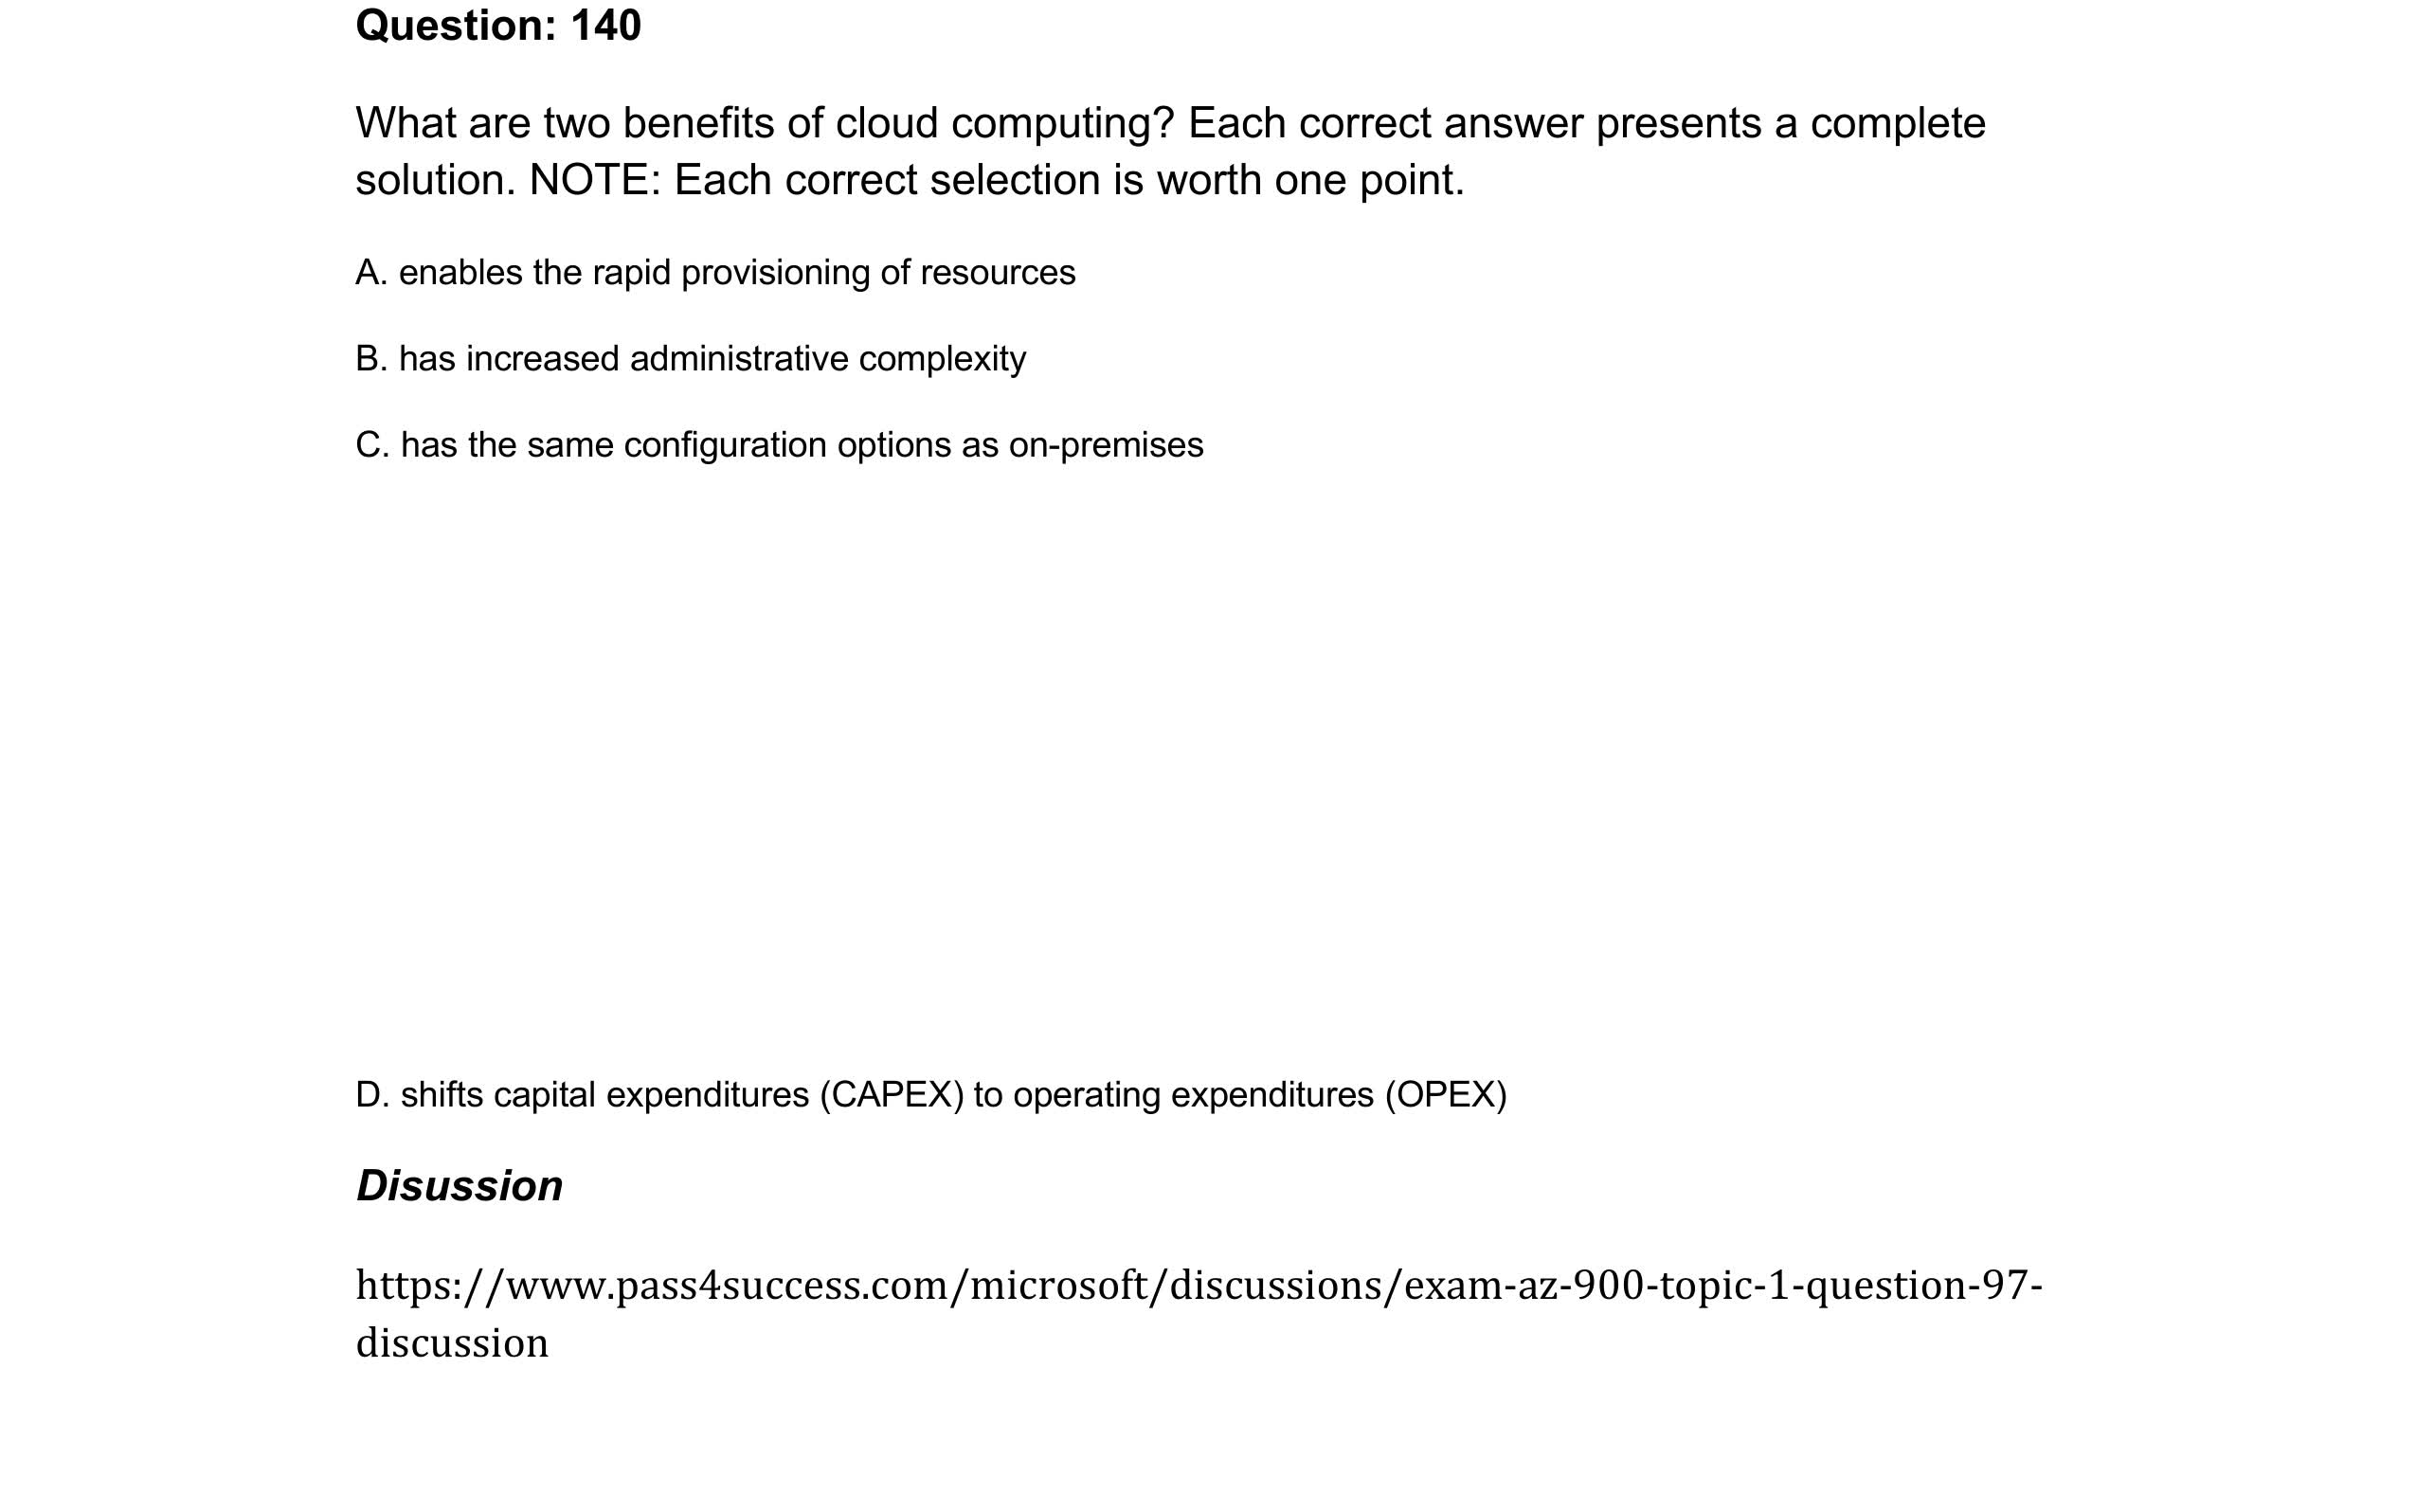 Question: 140
What are two benefits of cloud computing? Each correct answer presents a complete
solution. NOTE: Each correct selection is worth one point.
A. enables the rapid provisioning of resources
B. has increased administrative complexity
C. has the same configuration options as on-premises
D. shifts capital expenditures (CAPEX) to operating expenditures (OPEX)
Disussion
https://www.pass4success.com/microsoft/discussions/exam-az-900-topic-1-question-97-
discussion